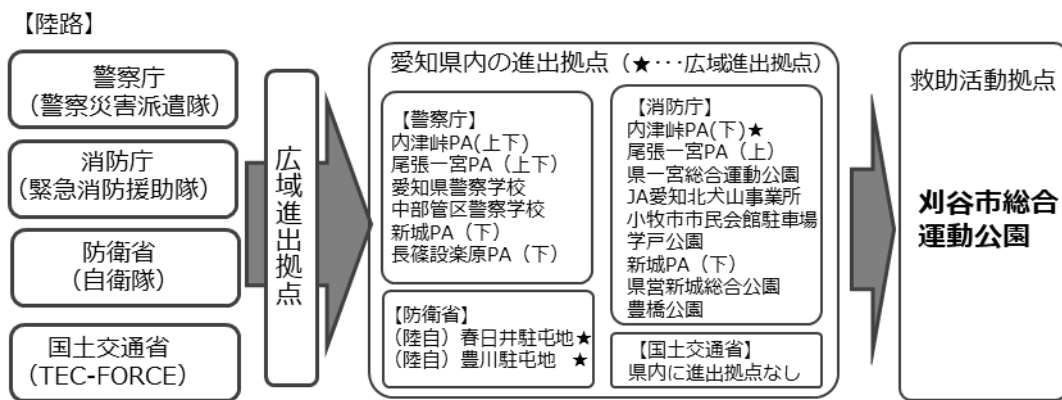 【陸路】
警察庁
(警察災害派遣隊)
消防庁
(緊急消防援助隊)
防衛省
(自衛隊)
国土交通省
(TEC-FORCE)
広域進出拠点
愛知県内の進出拠点(★･･･広域進出拠点)
【警察庁】
内津峠PA(上下)
尾張一宮PA(上下)
愛知県警察学校
中部管区警察学校
新城PA(下)
長篠設楽原PA(下)
【防衛省】
(陸自)春日井駐屯地★
(陸自)豊川駐屯地 ★
【消防庁】
内津峠PA(下)★
尾張一宮PA(上)
県一宮総合運動公園
JA愛知北犬山事業所
小牧市市民会館駐車場
学戸公園
新城PA(下)
県営新城総合公園
豊橋公園
【国土交通省】
県内に進出拠点なし
救助活動拠点
刈谷市総合
運動公園